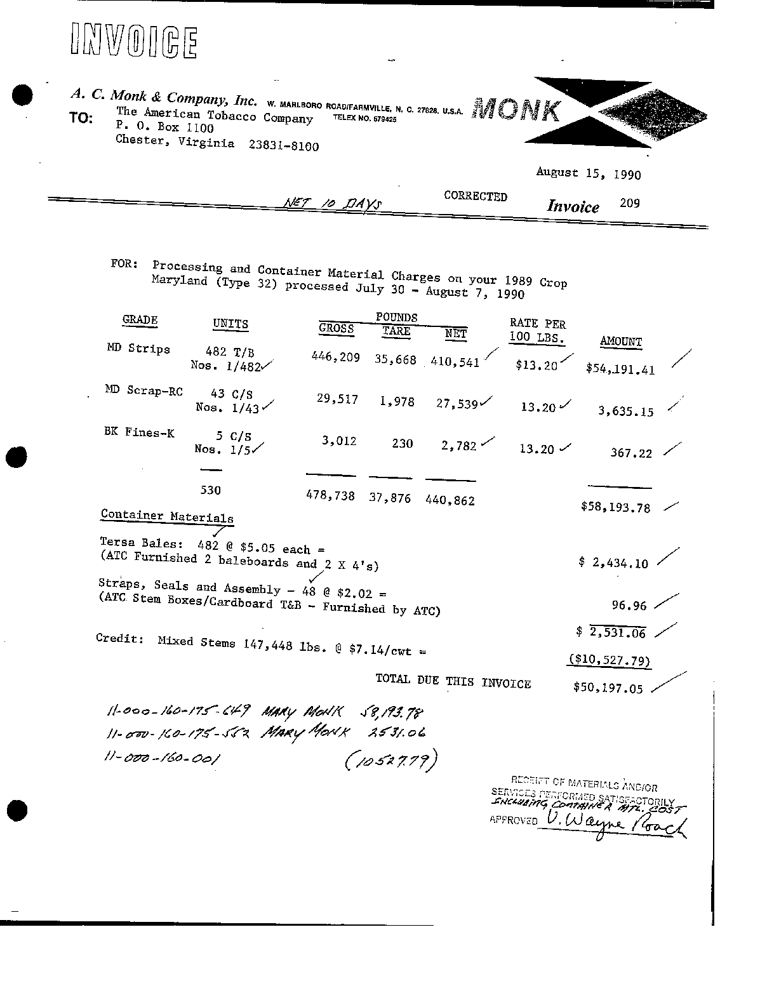 INVOICE
A. C. Monk & Company, Inc. W. MARLBORO ROAD/FARMVILLE, N. C. 27828, U.S.A. MONK
TO: The American Tobacco Company TELEX NO. 579425
P. O. Box 1100
Chester, Virginia 23831-8100
August 15, 1990
NET 10 DAYS CORRECTED Invoice 209
FOR: Processing and Container Material Charges on your 1989 Crop
Maryland (Type 32) processed July 30 - August 7, 1990
POUNDS
GRADE UNITS GROSS TARE NET RATE PER 100 LBS. AMOUNT
MD Strips 482 T/B 446,209 35,668 410,541 $13.20 $54,191.41
Nos. 1/482
MD Scrap-RC 43 C/S 29,517 1,978 27,539 13.20 3,635.15
Nos. 1/43
BK Fines-K 5 C/S 3,012 230 2,782 13.20 367.22
Nos. 1/5
530 478,738 37,876 440,862 $58,193.78
Container Materials
Tersa Bales: 482 @ $5.05 each = $ 2,434.10
(ATC Furnished 2 baleboards and 2 X 4's)
Straps, Seals and Assembly - 48 @ $2.02 = 96.96
(ATC Stem Boxes/Cardboard T&B - Furnished by ATC)
$ 2,531.06
Credit: Mixed Stems 147,448 lbs. @ $7.14/cwt = ($10,527.79)
TOTAL DUE THIS INVOICE $50,197.05
11-000-160-175-649 MARY MONK 58,193.78
11-000-160-175-552 MARY MONK 2531.06
11-000-160-001 (10527.79)
RECEIPT OF MATERIALS AND/OR
SERVICES PERFORMED SATISFACTORILY
INCLUDING CONTAINER MTL. COST
APPROVED V. Wayne Roach